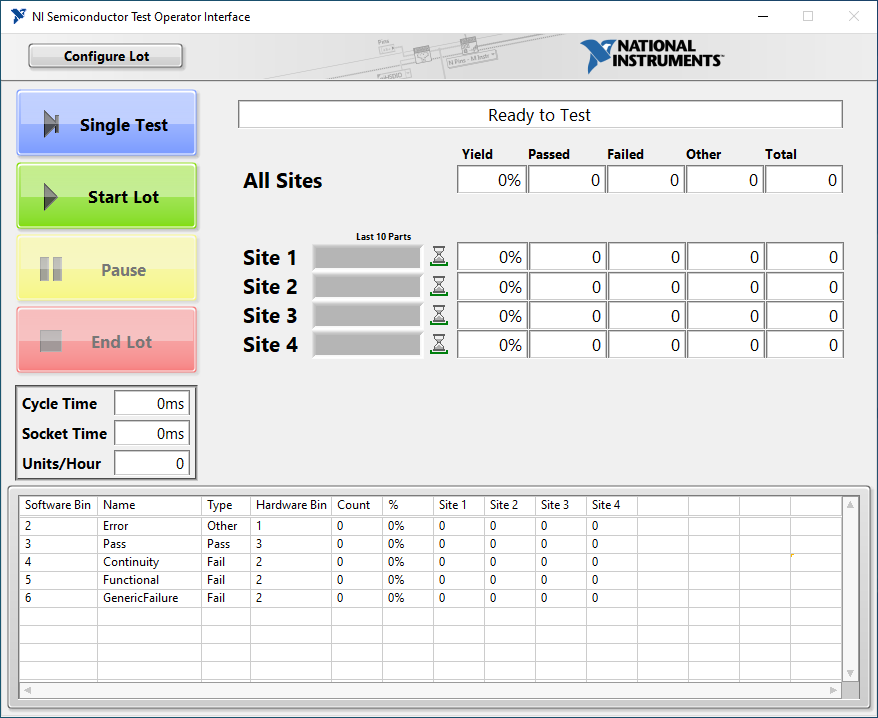 NI Semiconductor Test Operator Interface
Configure Lot
NATIONAL INSTRUMENTS™
Single Test
Start Lot
Pause
End Lot
Cycle Time 0ms
Socket Time 0ms
Units/Hour 0
Ready to Test
Yield Passed Failed Other Total
All Sites 0% 0 0 0 0
Last 10 Parts
Site 1 0% 0 0 0 0
Site 2 0% 0 0 0 0
Site 3 0% 0 0 0 0
Site 4 0% 0 0 0 0
Software Bin Name Type Hardware Bin Count % Site 1 Site 2 Site 3 Site 4
2 Error Other 1 0 0% 0 0 0 0
3 Pass Pass 3 0 0% 0 0 0 0
4 Continuity Fail 2 0 0% 0 0 0 0
5 Functional Fail 2 0 0% 0 0 0 0
6 GenericFailure Fail 2 0 0% 0 0 0 0